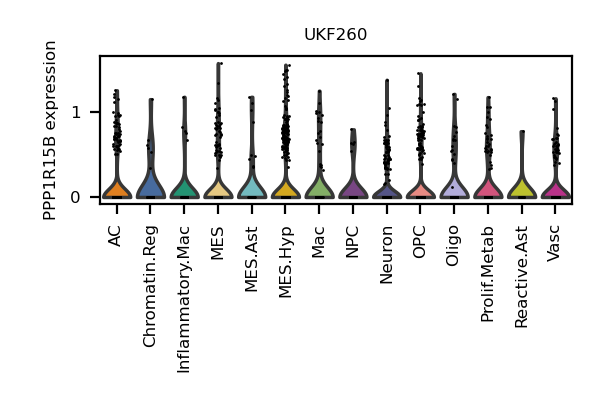 UKF260
PPP1R15B expression
1
0
AC
Chromatin.Reg
Inflammatory.Mac
MES
MES.Ast
MES.Hyp
Mac
NPC
Neuron
OPC
Oligo
Prolif.Metab
Reactive.Ast
Vasc